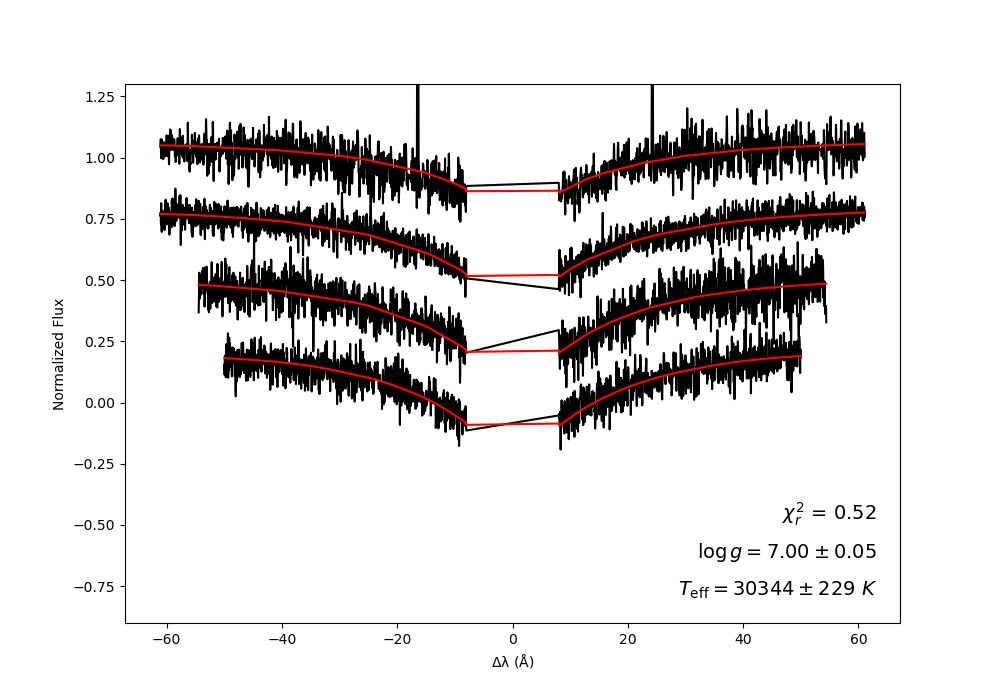 1.25
1.00
0.75
0.50
0.25
0.00
−0.25
−0.50
−0.75
Normalized Flux
χ²ᵣ = 0.52
log g = 7.00 ± 0.05
T_eff = 30344 ± 229 K
−60 −40 −20 0 20 40 60
Δλ (Å)